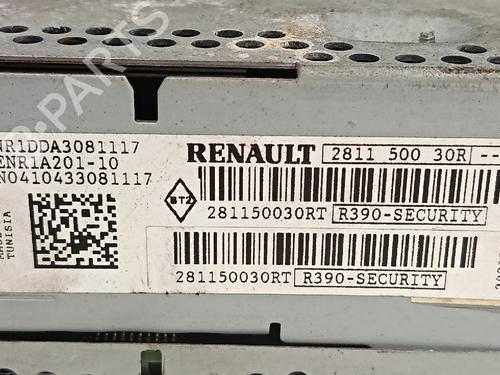 NR1DDA3081117
ENR1A201-10
N0410433081117
RENAULT 2811 500 30R --
BT2
281150030RT R390-SECURITY
TUNISIA
281150030RT R390-SECURITY
PARTS